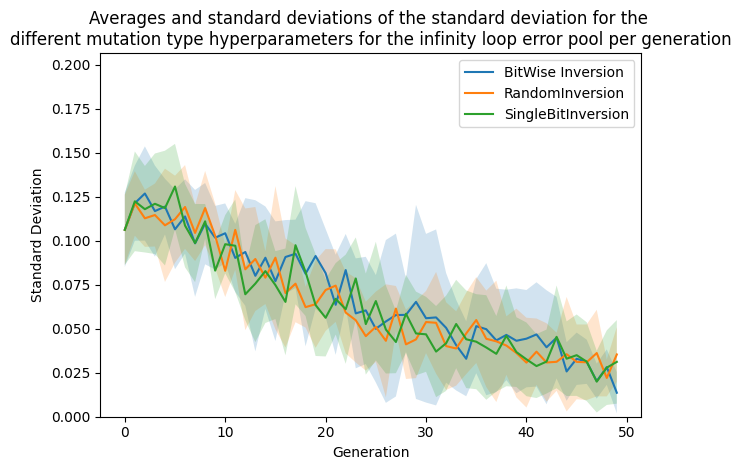 Averages and standard deviations of the standard deviation for the
different mutation type hyperparameters for the infinity loop error pool per generation
BitWise Inversion
RandomInversion
SingleBitInversion
Standard Deviation
0.200
0.175
0.150
0.125
0.100
0.075
0.050
0.025
0.000
0 10 20 30 40 50
Generation